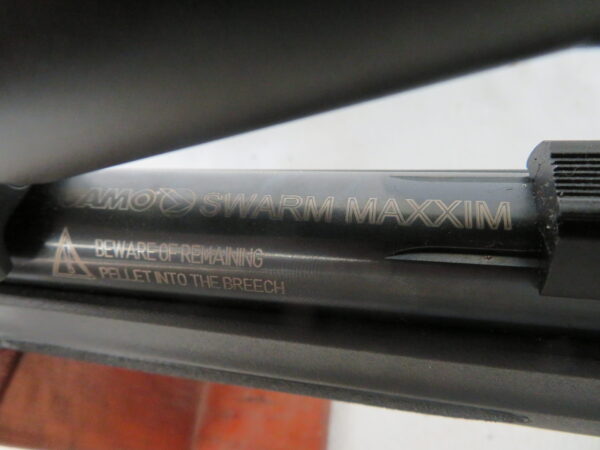 GAMO SWARM MAXXIM
BEWARE OF REMAINING
PELLET INTO THE BREECH